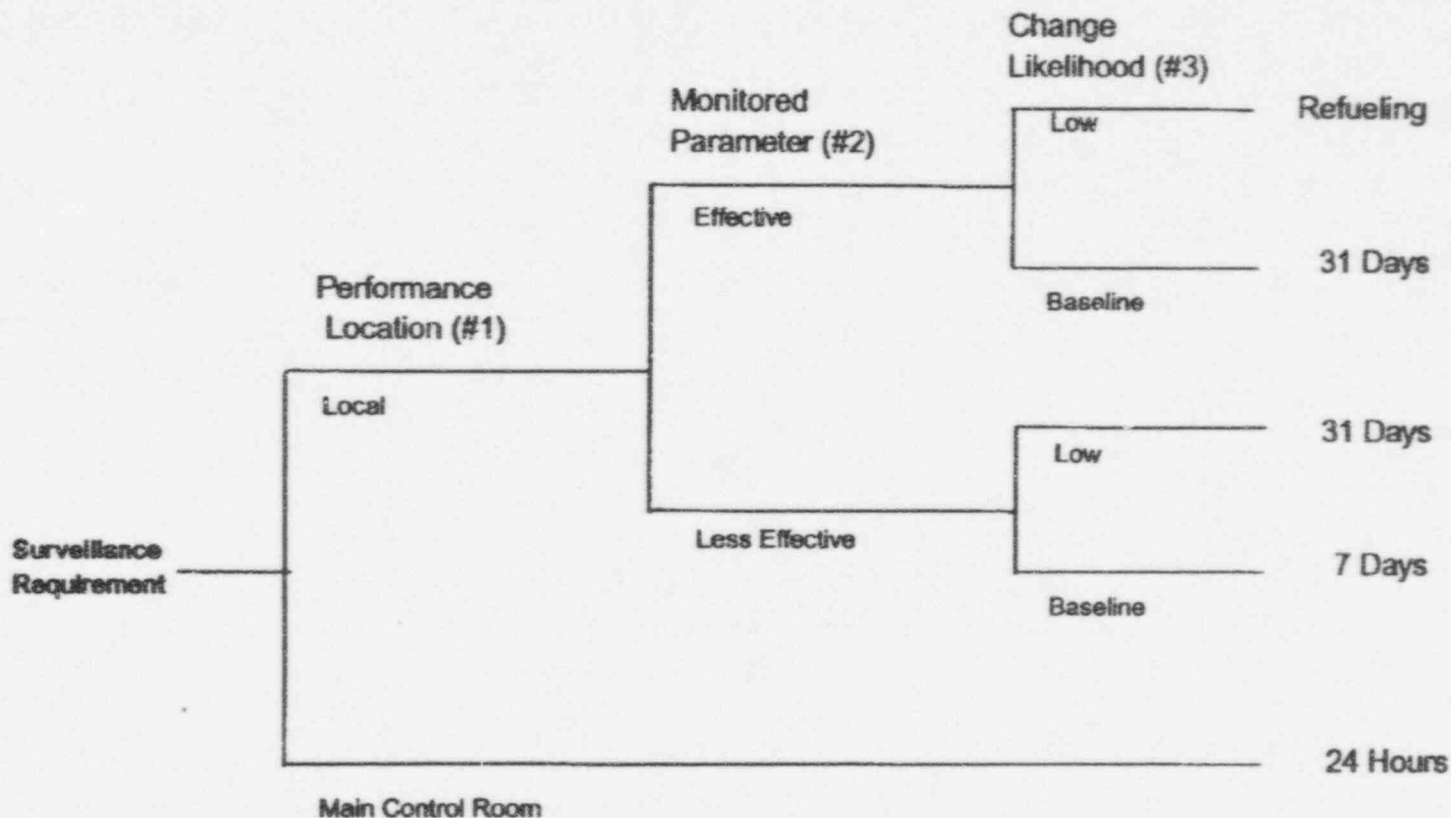 Change
Likelihood (#3)
Monitored
Parameter (#2)
Low
Refueling
Effective
Baseline
31 Days
Performance
Location (#1)
Local
Low
31 Days
Less Effective
Surveillance
Requirement
Baseline
7 Days
Main Control Room
24 Hours